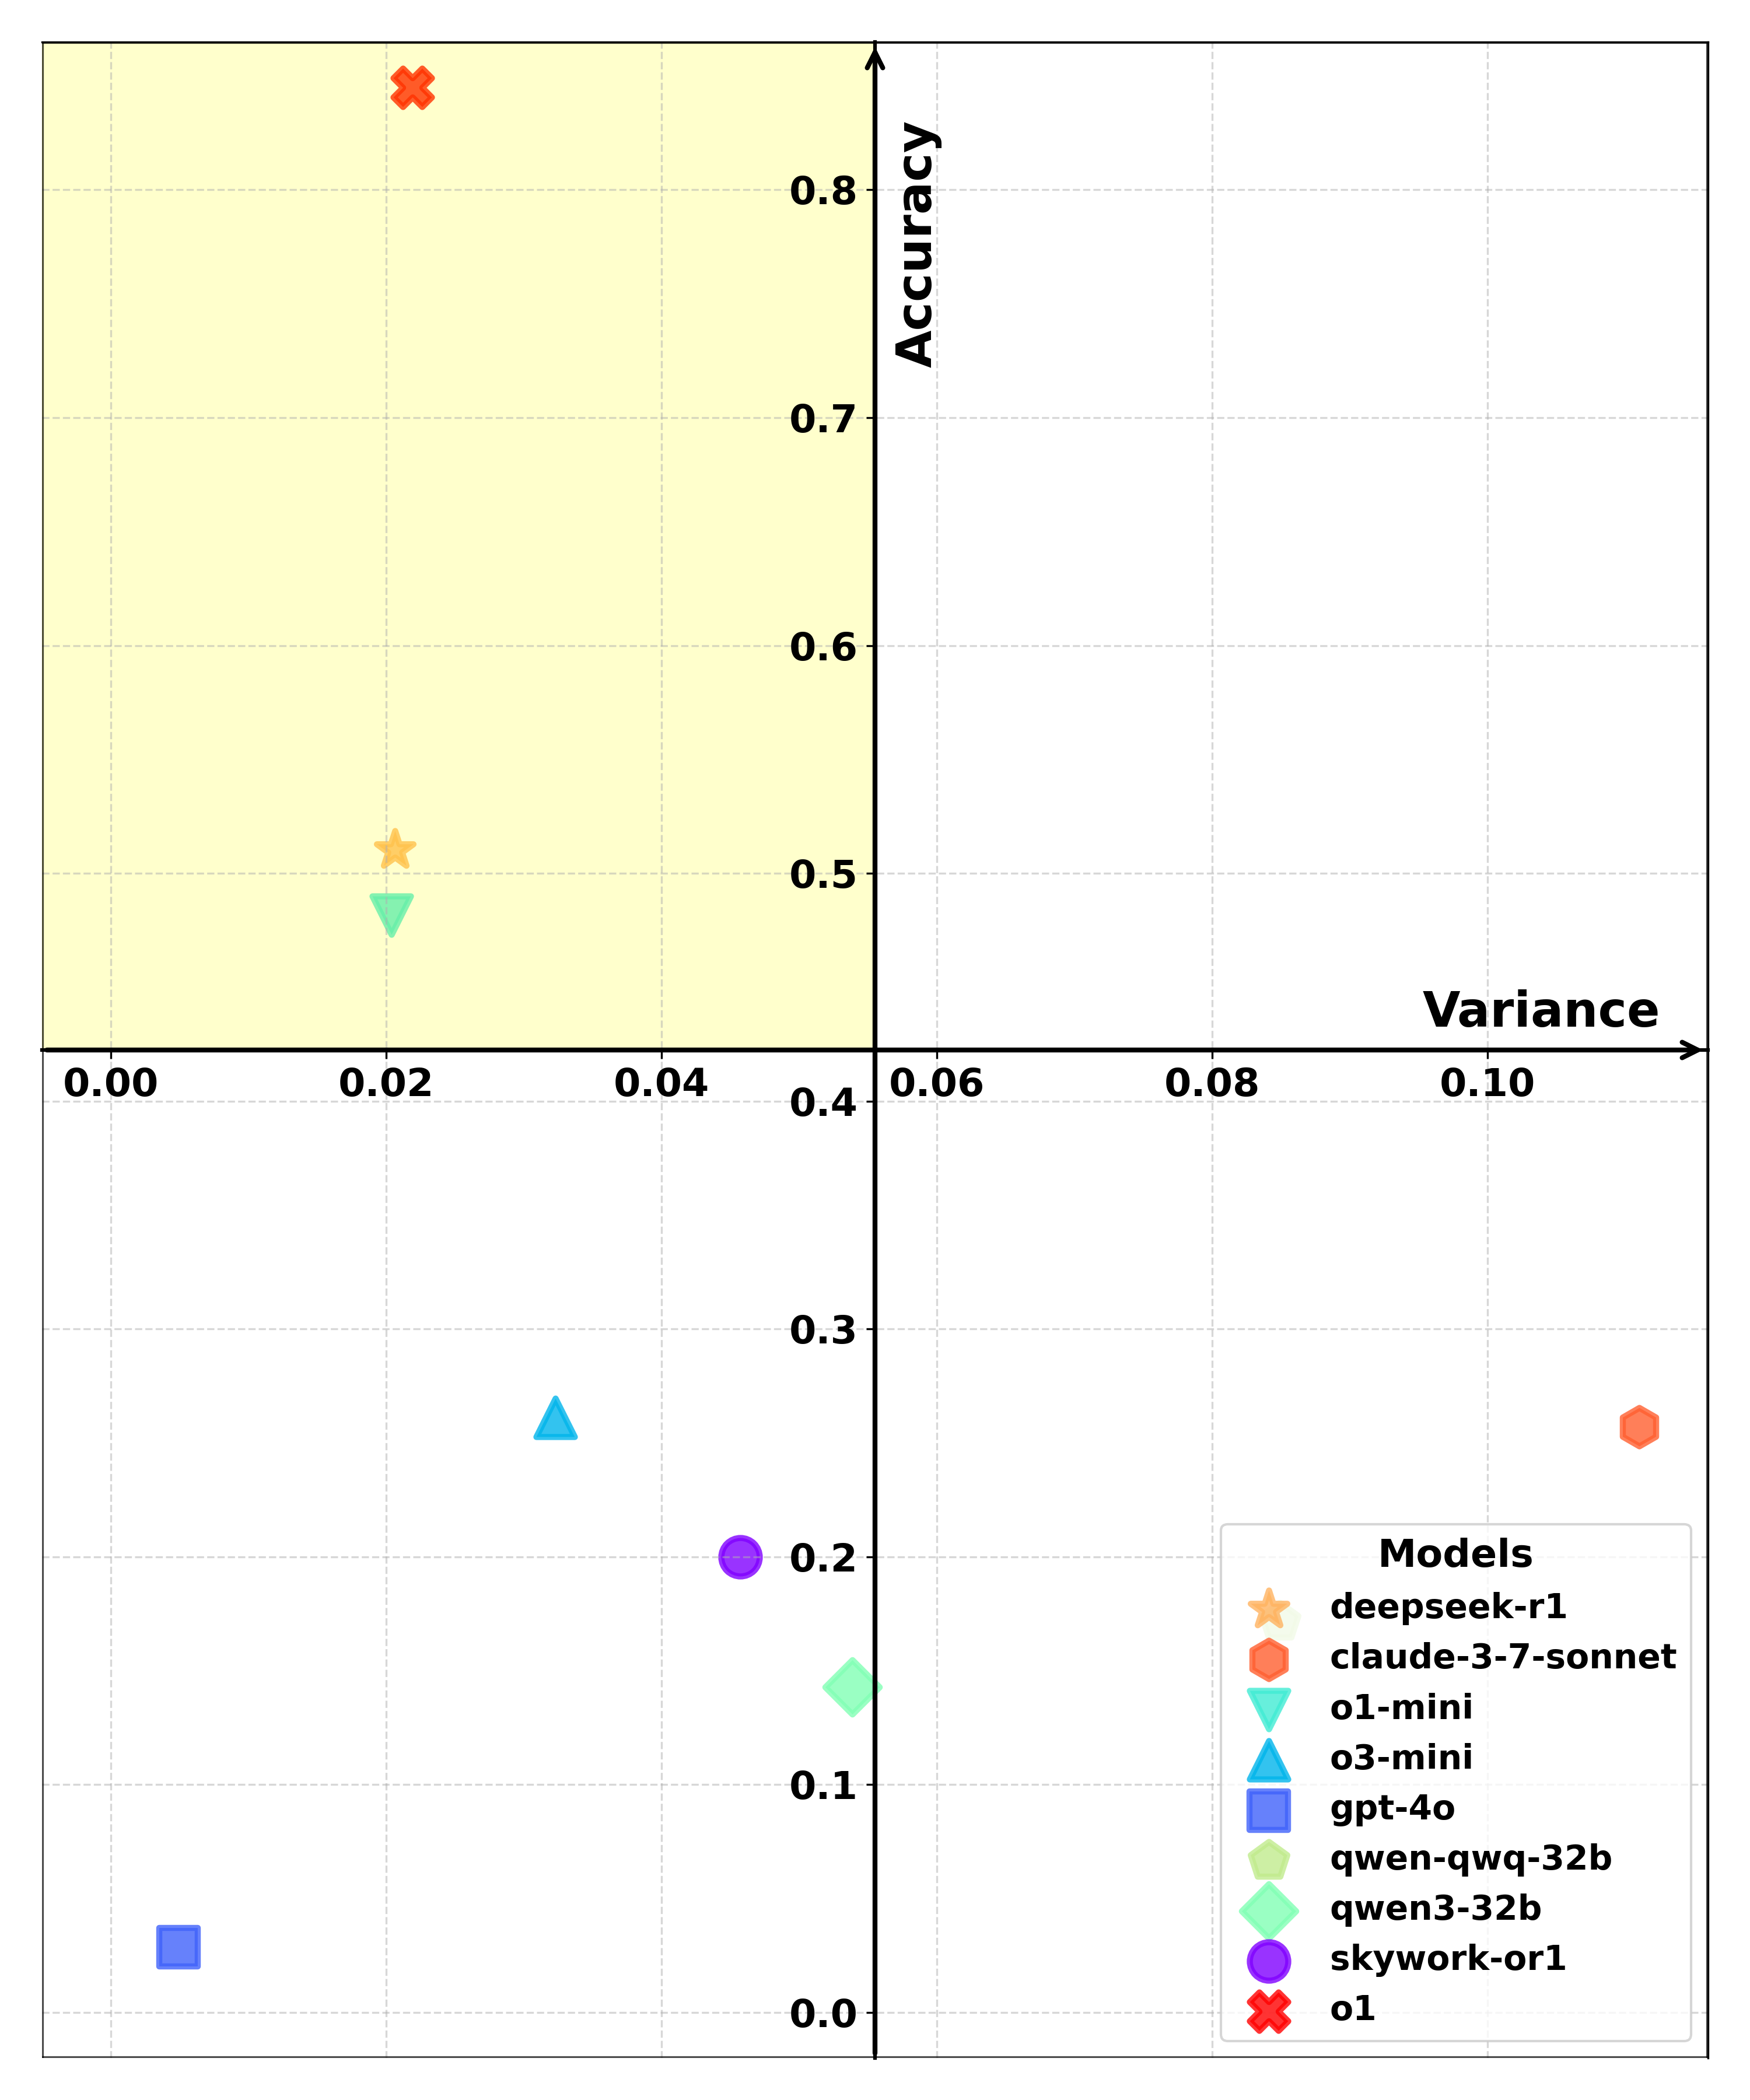 Accuracy
0.8
0.7
0.6
0.5
Variance
0.00 0.02 0.04 0.06 0.08 0.10
0.4
0.3
0.2
0.1
0.0
Models
deepseek-r1
claude-3-7-sonnet
o1-mini
o3-mini
gpt-4o
qwen-qwq-32b
qwen3-32b
skywork-or1
o1